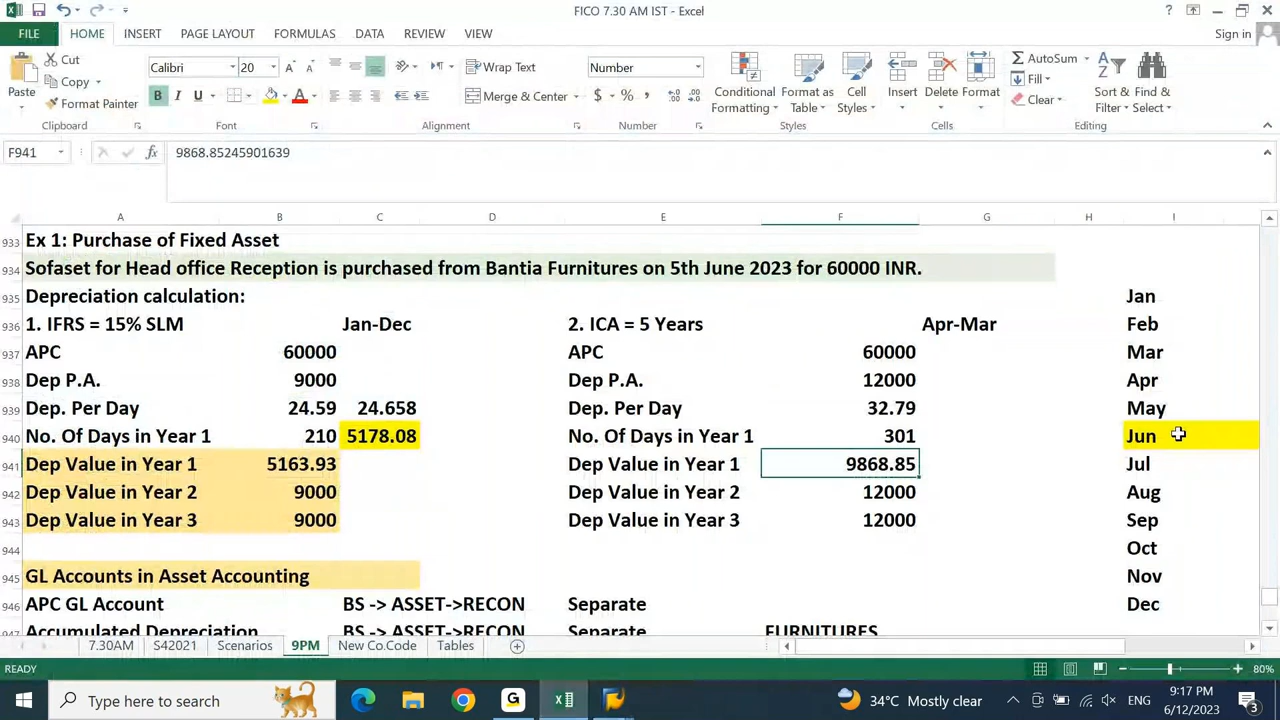 FICO 7.30 AM IST - Excel
FILE HOME INSERT PAGE LAYOUT FORMULAS DATA REVIEW VIEW Sign in
Paste Cut Copy Format Painter
Calibri 20
Wrap Text
Merge & Center
Number
Conditional Formatting Format as Table Cell Styles
Insert Delete Format
AutoSum Fill Clear Sort & Filter Find & Select
Clipboard Font Alignment Number Styles Cells Editing
F941 fx 9868.85245901639
A B C D E F G H I
933 Ex 1: Purchase of Fixed Asset
934 Sofaset for Head office Reception is purchased from Bantia Furnitures on 5th June 2023 for 60000 INR.
935 Depreciation calculation: Jan
936 1. IFRS = 15% SLM Jan-Dec 2. ICA = 5 Years Apr-Mar Feb
937 APC 60000 APC 60000 Mar
938 Dep P.A. 9000 Dep P.A. 12000 Apr
939 Dep. Per Day 24.59 24.658 Dep. Per Day 32.79 May
940 No. Of Days in Year 1 210 5178.08 No. Of Days in Year 1 301 Jun
941 Dep Value in Year 1 5163.93 Dep Value in Year 1 9868.85 Jul
942 Dep Value in Year 2 9000 Dep Value in Year 2 12000 Aug
943 Dep Value in Year 3 9000 Dep Value in Year 3 12000 Sep
944 Oct
945 GL Accounts in Asset Accounting Nov
946 APC GL Account BS -> ASSET->RECON Separate Dec
947 Accumulated Depreciation BS -> ASSET->RECON Separate FURNITURES
7.30AM S42021 Scenarios 9PM New Co.Code Tables
READY 80%
Type here to search 34°C Mostly clear ENG 9:17 PM
6/12/2023 3